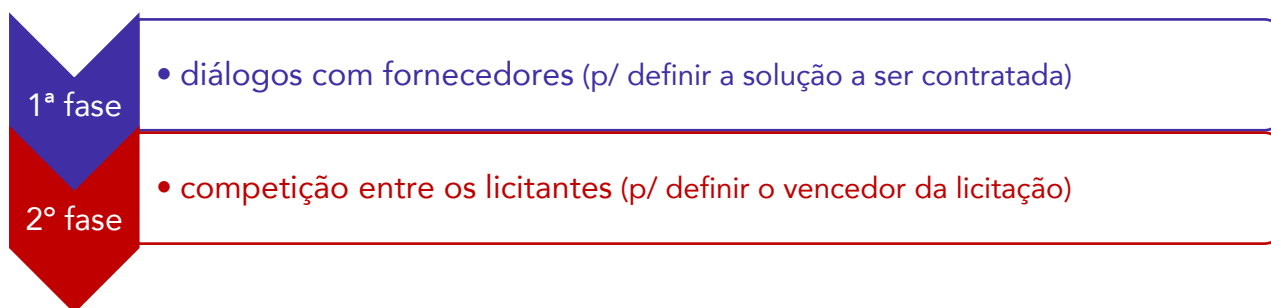 1ª fase
• diálogos com fornecedores (p/ definir a solução a ser contratada)
2º fase
• competição entre os licitantes (p/ definir o vencedor da licitação)